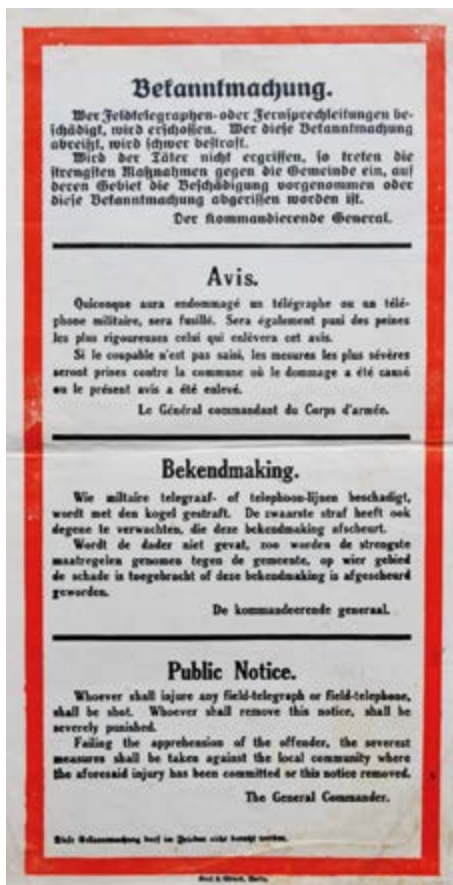 Bekanntmachung.
Wer Feldtelegraphen- oder Fernsprechleitungen be-
schädigt, wird erschossen. Wer diese Bekanntmachung
abreißt, wird schwer bestraft.
Wird der Täter nicht ergriffen, so treten die
strengsten Maßnahmen gegen die Gemeinde ein, auf
deren Gebiet die Beschädigung vorgenommen oder
diese Bekanntmachung abgerissen worden ist.
Der kommandierende General.
Avis.
Quiconque aura endommagé un télégraphe ou un télé-
phone militaire, sera fusillé. Sera également puni des peines
les plus rigoureuses celui qui enlèvera cet avis.
Si le coupable n'est pas saisi, les mesures les plus sévères
seront prises contre la commune où le dommage a été causé
ou le présent avis a été enlevé.
Le Général commandant du Corps d'armée.
Bekendmaking.
Wie miltaire telegraaf- of telephoon-lijnen beschadigt,
wordt met den kogel gestraft. De zwaarste straf heeft ook
degene te verwachten, die deze bekendmaking afscheurt.
Wordt de dader niet gevat, zoo worden de strengste
maatregelen genomen tegen de gemeente, op wier gebied
de schade is toegebracht of deze bekendmaking is afgescheurd
geworden.
De kommandeerende generaal.
Public Notice.
Whoever shall injure any field-telegraph or field-telephone,
shall be shot. Whoever shall remove this notice, shall be
severely punished.
Failing the apprehension of the offender, the severest
measures shall be taken against the local community where
the aforesaid injury has been committed or this notice removed.
The General Commander.
Diese Bekanntmachung darf im Frieden nicht benutzt werden.